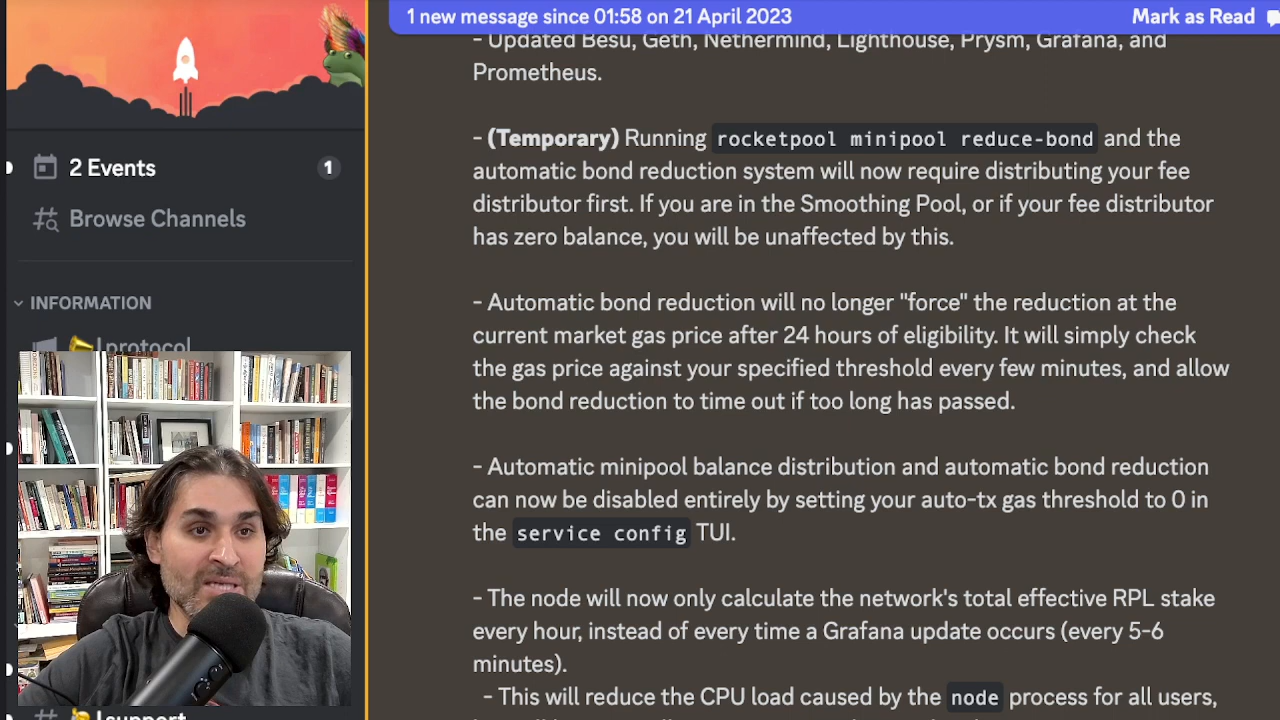 1 new message since 01:58 on 21 April 2023
Mark as Read
- Updated Besu, Geth, Nethermind, Lighthouse, Prysm, Grafana, and
Prometheus.
- (Temporary) Running rocketpool minipool reduce-bond and the
automatic bond reduction system will now require distributing your fee
distributor first. If you are in the Smoothing Pool, or if your fee distributor
has zero balance, you will be unaffected by this.
- Automatic bond reduction will no longer "force" the reduction at the
current market gas price after 24 hours of eligibility. It will simply check
the gas price against your specified threshold every few minutes, and allow
the bond reduction to time out if too long has passed.
- Automatic minipool balance distribution and automatic bond reduction
can now be disabled entirely by setting your auto-tx gas threshold to 0 in
the service config TUI.
- The node will now only calculate the network's total effective RPL stake
every hour, instead of every time a Grafana update occurs (every 5-6
minutes).
- This will reduce the CPU load caused by the node process for all users,
2 Events
1
Browse Channels
INFORMATION
protocol
support